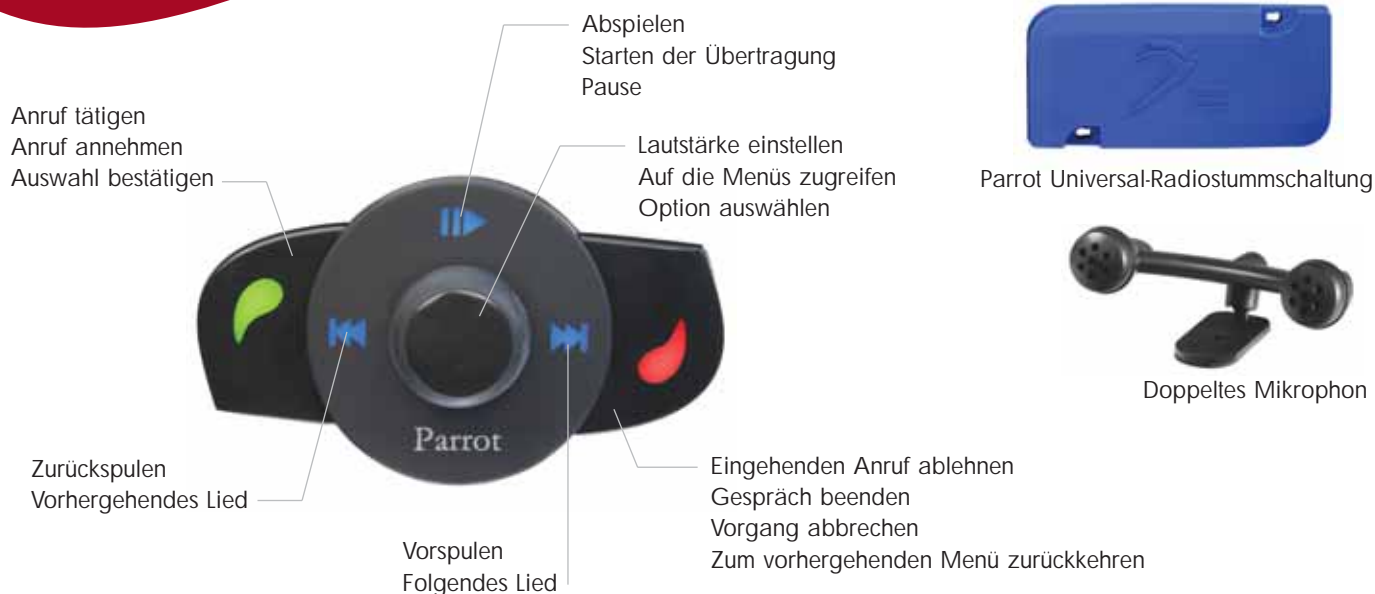 Abspielen
Starten der Übertragung
Pause
Anruf tätigen
Anruf annehmen
Auswahl bestätigen
Lautstärke einstellen
Auf die Menüs zugreifen
Option auswählen
Parrot Universal-Radiostummschaltung
Doppeltes Mikrophon
Parrot
Zurückspulen
Vorhergehendes Lied
Vorspulen
Folgendes Lied
Eingehenden Anruf ablehnen
Gespräch beenden
Vorgang abbrechen
Zum vorhergehenden Menü zurückkehren